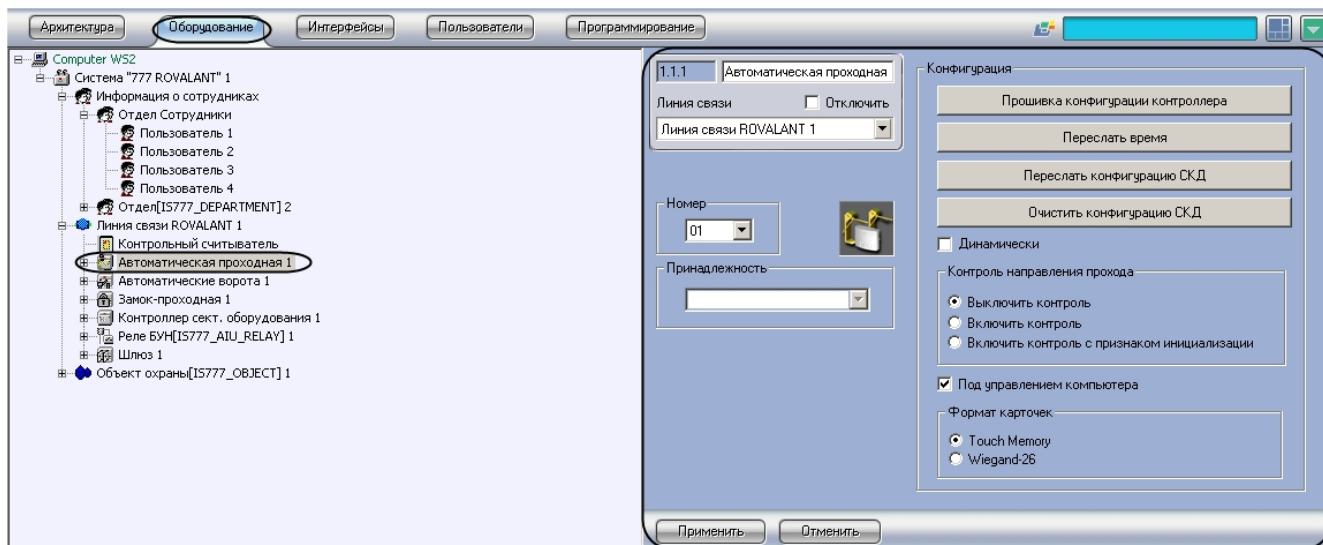 Архитектура
Оборудование
Интерфейсы
Пользователи
Программирование
Computer WS2
Система "777 ROVALANT" 1
Информация о сотрудниках
Отдел Сотрудники
Пользователь 1
Пользователь 2
Пользователь 3
Пользователь 4
Отдел[IS777_DEPARTMENT] 2
Линия связи ROVALANT 1
Контрольный считыватель
Автоматическая проходная 1
Автоматические ворота 1
Замок-проходная 1
Контроллер сект. оборудования 1
Реле БУН[IS777_AIU_RELAY] 1
Шлюз 1
Объект охраны[IS777_OBJECT] 1
1.1.1 Автоматическая проходная
Линия связи Отключить
Линия связи ROVALANT 1
Номер
01
Принадлежность
Конфигурация
Прошивка конфигурации контроллера
Переслать время
Переслать конфигурацию СКД
Очистить конфигурацию СКД
Динамически
Контроль направления прохода
Выключить контроль
Включить контроль
Включить контроль с признаком инициализации
Под управлением компьютера
Формат карточек
Touch Memory
Wiegand-26
Применить
Отменить